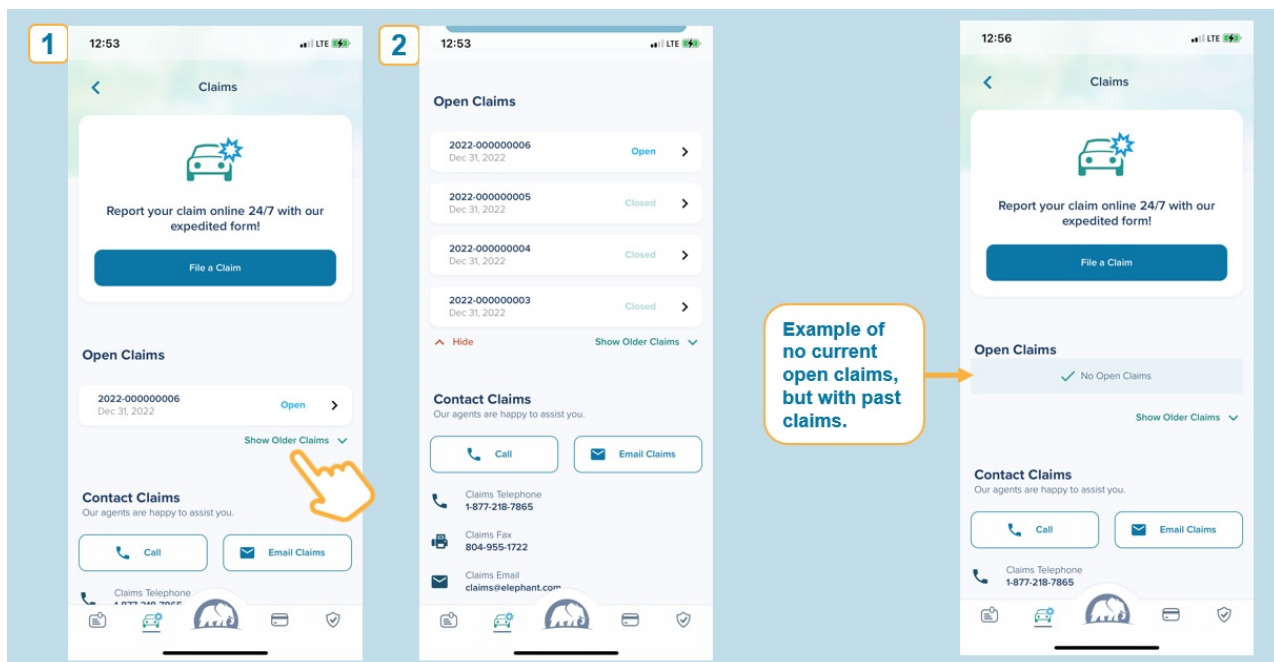 1
12:53
LTE
Claims
Report your claim online 24/7 with our
expedited form!
File a Claim
Open Claims
2022-000000006
Dec 31, 2022
Open
Show Older Claims
Contact Claims
Our agents are happy to assist you.
Call
Email Claims
Claims Telephone
2
12:53
LTE
Open Claims
2022-000000006
Dec 31, 2022
Open
2022-000000005
Dec 31, 2022
Closed
2022-000000004
Dec 31, 2022
Closed
2022-000000003
Dec 31, 2022
Closed
Hide
Show Older Claims
Contact Claims
Our agents are happy to assist you.
Call
Email Claims
Claims Telephone
1-877-218-7865
Claims Fax
804-955-1722
Claims Email
claims@elephant.com
Example of
no current
open claims,
but with past
claims.
12:56
LTE
Claims
Report your claim online 24/7 with our
expedited form!
File a Claim
Open Claims
No Open Claims
Show Older Claims
Contact Claims
Our agents are happy to assist you.
Call
Email Claims
Claims Telephone
1-877-218-7865